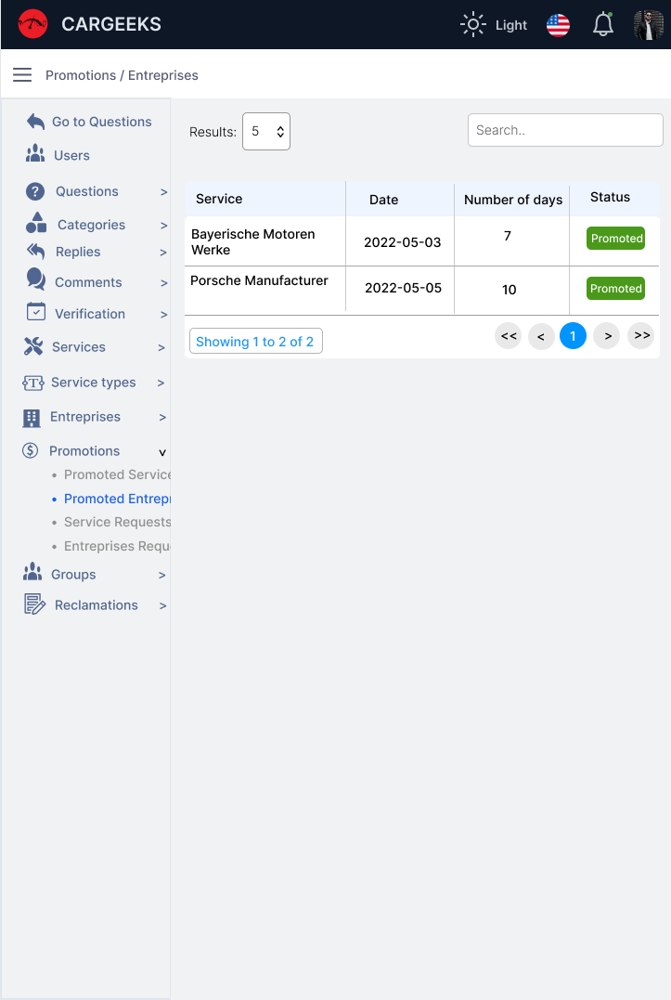 CARGEEKS
Light
Promotions / Entreprises
Go to Questions
Users
? Questions >
Categories >
Replies >
Comments >
Verification >
Services >
T Service types >
Entreprises >
$ Promotions v
• Promoted Service
• Promoted Entrepr
• Service Requests
• Entreprises Requ
Groups >
Reclamations >
Results: 5
Search..
Service Date Number of days Status
Bayerische Motoren
Werke 2022-05-03 7 Promoted
Porsche Manufacturer 2022-05-05 10 Promoted
Showing 1 to 2 of 2 << < 1 > >>